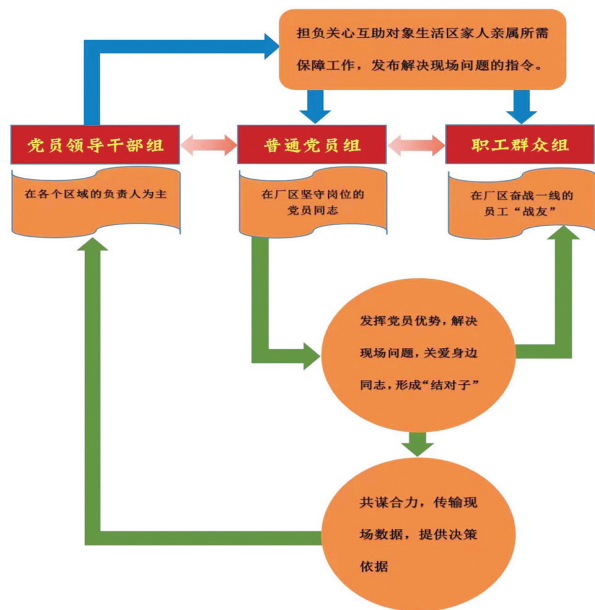 担负关心互助对象生活区家人亲属所需
保障工作，发布解决现场问题的指令。
党员领导干部组
普通党员组
职工群众组
在各个区域的负责人为主
在厂区坚守岗位的
党员同志
在厂区奋战一线的
员工“战友”
发挥党员优势，解决
现场问题，关爱身边
同志，形成“结对子”
共谋合力，传输现
场数据，提供决策
依据